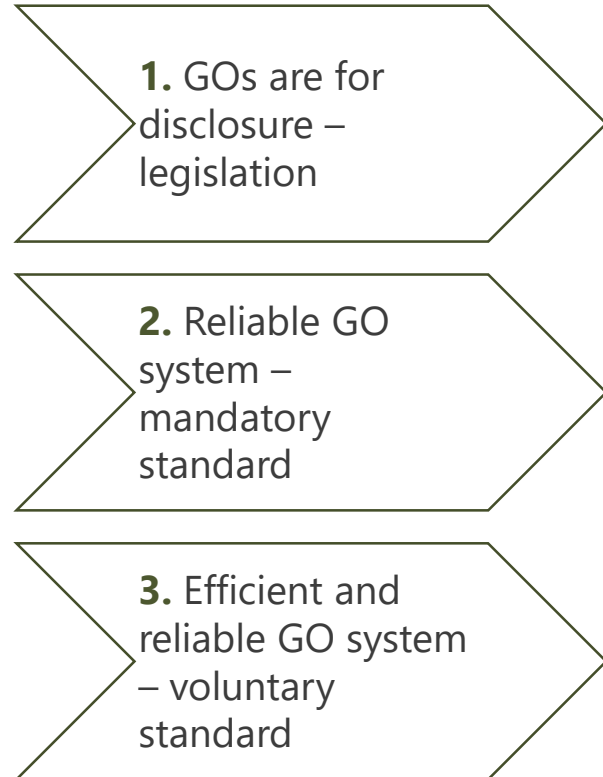 1. GOs are for
disclosure –
legislation
2. Reliable GO
system –
mandatory
standard
3. Efficient and
reliable GO system
– voluntary
standard